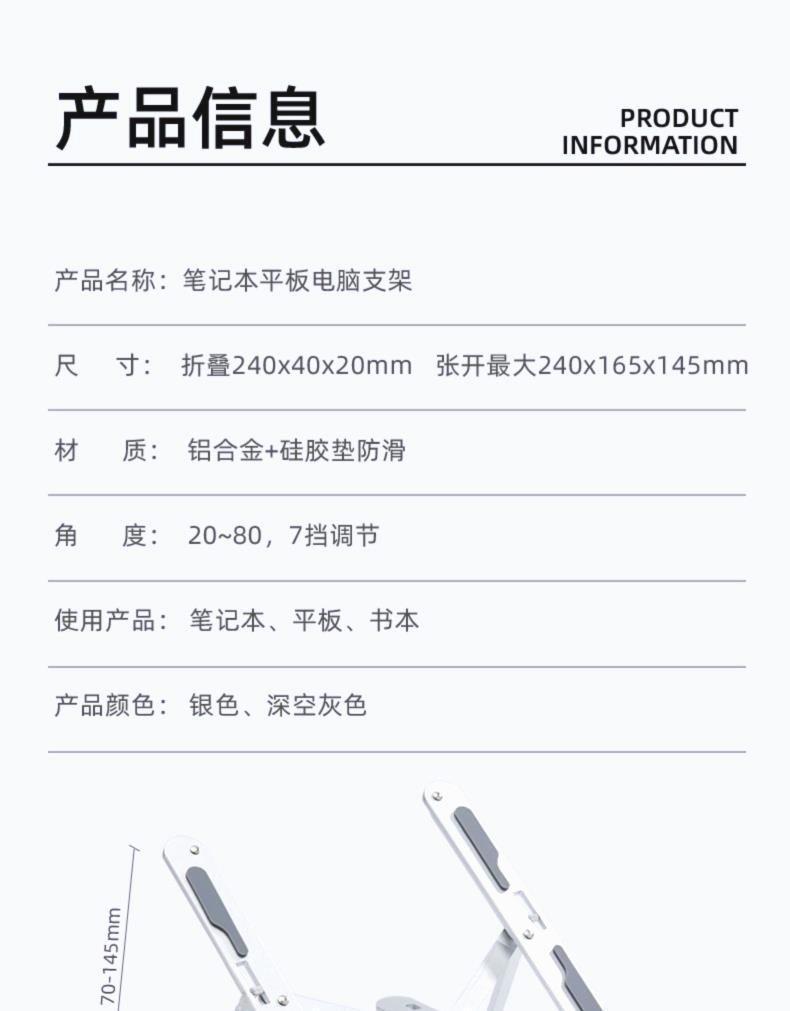 产品信息
PRODUCT
INFORMATION
产品名称：笔记本平板电脑支架
尺 寸： 折叠240x40x20mm 张开最大240x165x145mm
材 质： 铝合金+硅胶垫防滑
角 度： 20~80，7挡调节
使用产品： 笔记本、平板、书本
产品颜色： 银色、深空灰色
70-145mm